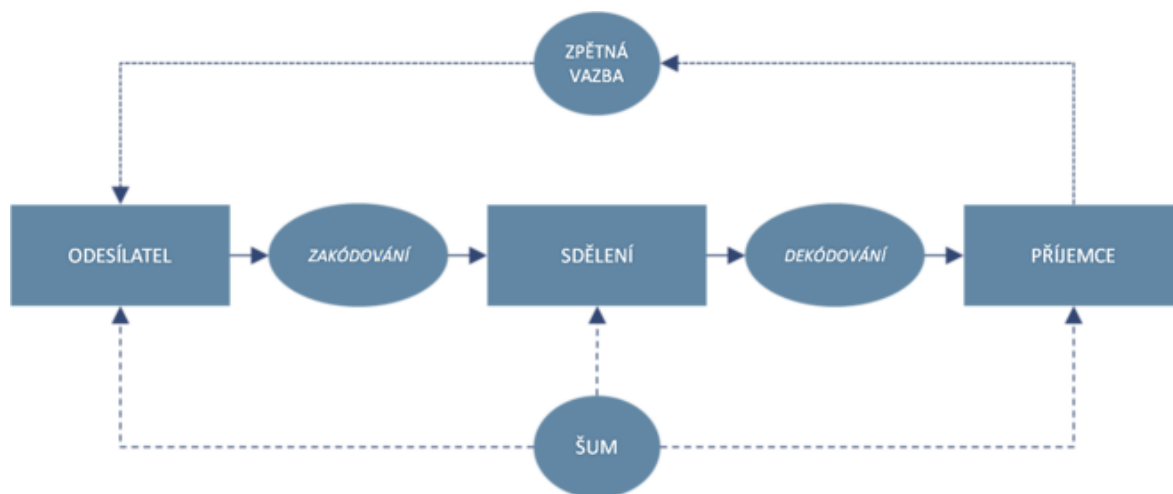 ZPĚTNÁ
VAZBA
ODESÍLATEL
ZAKÓDOVÁNÍ
SDĚLENÍ
DEKÓDOVÁNÍ
PŘÍJEMCE
ŠUM